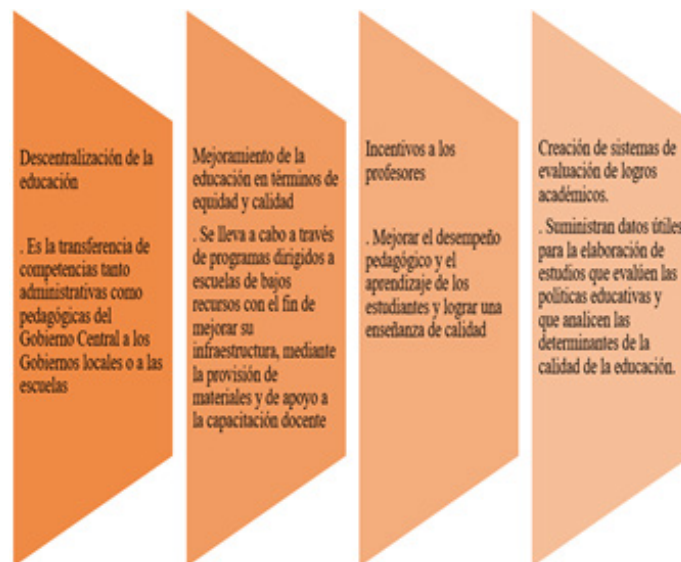 Descentralización de la
educación
. Es la transferencia de
competencias tanto
administrativas como
pedagógicas del
Gobierno Central a los
Gobiernos locales o a las
escuelas
Mejoramiento de la
educación en términos de
equidad y calidad
. Se lleva a cabo a través
de programas dirigidos a
escuelas de bajos
recursos con el fin de
mejorar su
infraestructura, mediante
la provisión de
materiales y de apoyo a
la capacitación docente
Incentivos a los
profesores
. Mejorar el desempeño
pedagógico y el
aprendizaje de los
estudiantes y lograr una
enseñanza de calidad
Creación de sistemas de
evaluación de logros
académicos.
. Suministran datos útiles
para la elaboración de
estudios que evalúen las
políticas educativas y
que analicen las
determinantes de la
calidad de la educación.